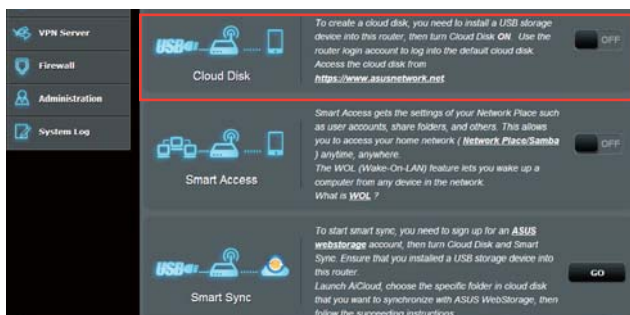 VPN Server
Firewall
Administration
System Log
USB
Cloud Disk
To create a cloud disk, you need to install a USB storage
device into this router, then turn Cloud Disk ON. Use the
router login account to log into the default cloud disk.
Access the cloud disk from
https://www.asusnetwork.net
OFF
Smart Access
Smart Access gets the settings of your Network Place such
as user accounts, share folders, and others. This allows
you to access your home network ( Network Place/Samba
) anytime, anywhere.
The WOL (Wake-On-LAN) feature lets you wake up a
computer from any device in the network.
What is WOL ?
OFF
USB
Smart Sync
To start smart sync, you need to sign up for an ASUS
webstorage account, then turn Cloud Disk and Smart
Sync. Ensure that you installed a USB storage device into
this router.
Launch AiCloud, choose the specific folder in cloud disk
that you want to synchronize with ASUS WebStorage, then
follow the succeeding instructions.
GO